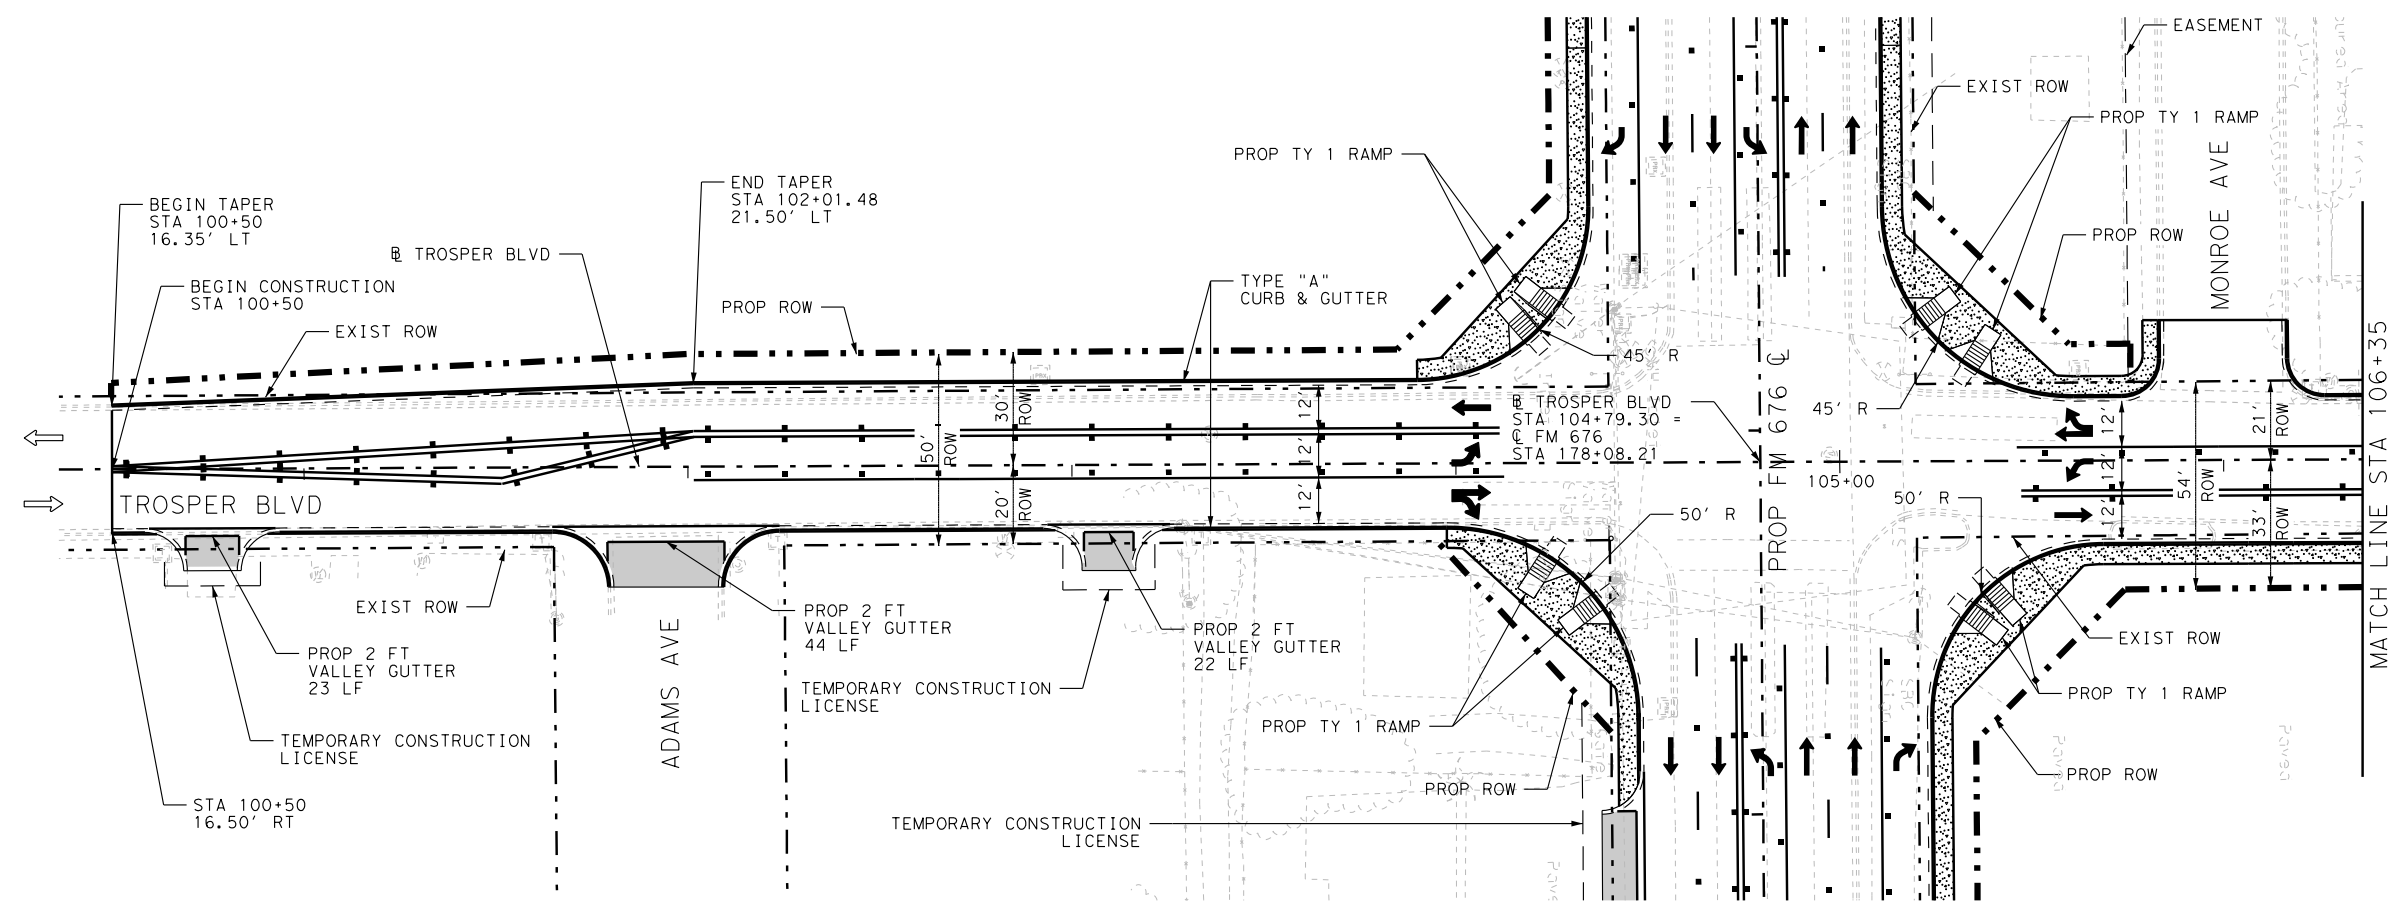 EASEMENT
EXIST ROW
PROP TY 1 RAMP
MONROE AVE
PROP TY 1 RAMP
END TAPER
STA 102+01.48
21.50' LT
BEGIN TAPER
STA 100+50
16.35' LT
℄ TROSPER BLVD
PROP ROW
BEGIN CONSTRUCTION
STA 100+50
TYPE "A"
CURB & GUTTER
PROP ROW
EXIST ROW
45' R
PROP FM 676 ℄
MATCH LINE STA 106+35
30'
ROW
50'
ROW
20'
ROW
12'
12'
12'
℄ TROSPER BLVD
STA 104+79.30 =
℄ FM 676
STA 178+08.21
45' R
12'
12'
12'
21'
ROW
54'
ROW
33'
ROW
105+00
50' R
50' R
TROSPER BLVD
EXIST ROW
PROP 2 FT
VALLEY GUTTER
44 LF
ADAMS AVE
PROP 2 FT
VALLEY GUTTER
22 LF
EXIST ROW
PROP 2 FT
VALLEY GUTTER
23 LF
TEMPORARY CONSTRUCTION
LICENSE
PROP TY 1 RAMP
PROP TY 1 RAMP
TEMPORARY CONSTRUCTION
LICENSE
PROP ROW
PROP ROW
STA 100+50
16.50' RT
TEMPORARY CONSTRUCTION
LICENSE
Paved
Paved